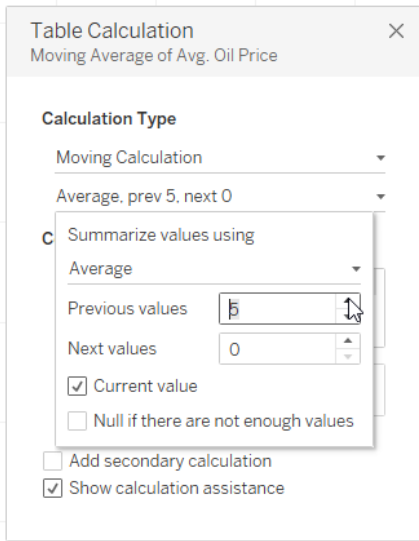 Table Calculation
Moving Average of Avg. Oil Price
Calculation Type
Moving Calculation
Average, prev 5, next 0
C
Summarize values using
Average
Previous values 5
Next values 0
Current value
Null if there are not enough values
Add secondary calculation
Show calculation assistance